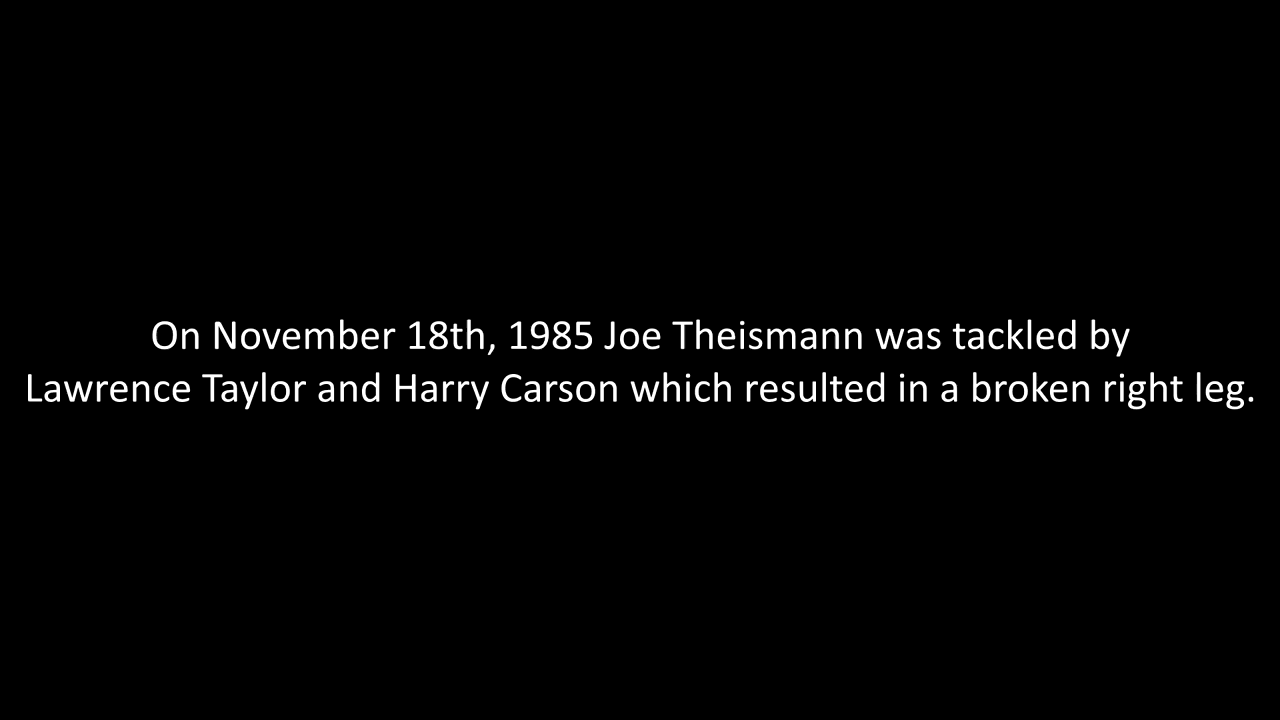 On November 18th, 1985 Joe Theismann was tackled by
Lawrence Taylor and Harry Carson which resulted in a broken right leg.